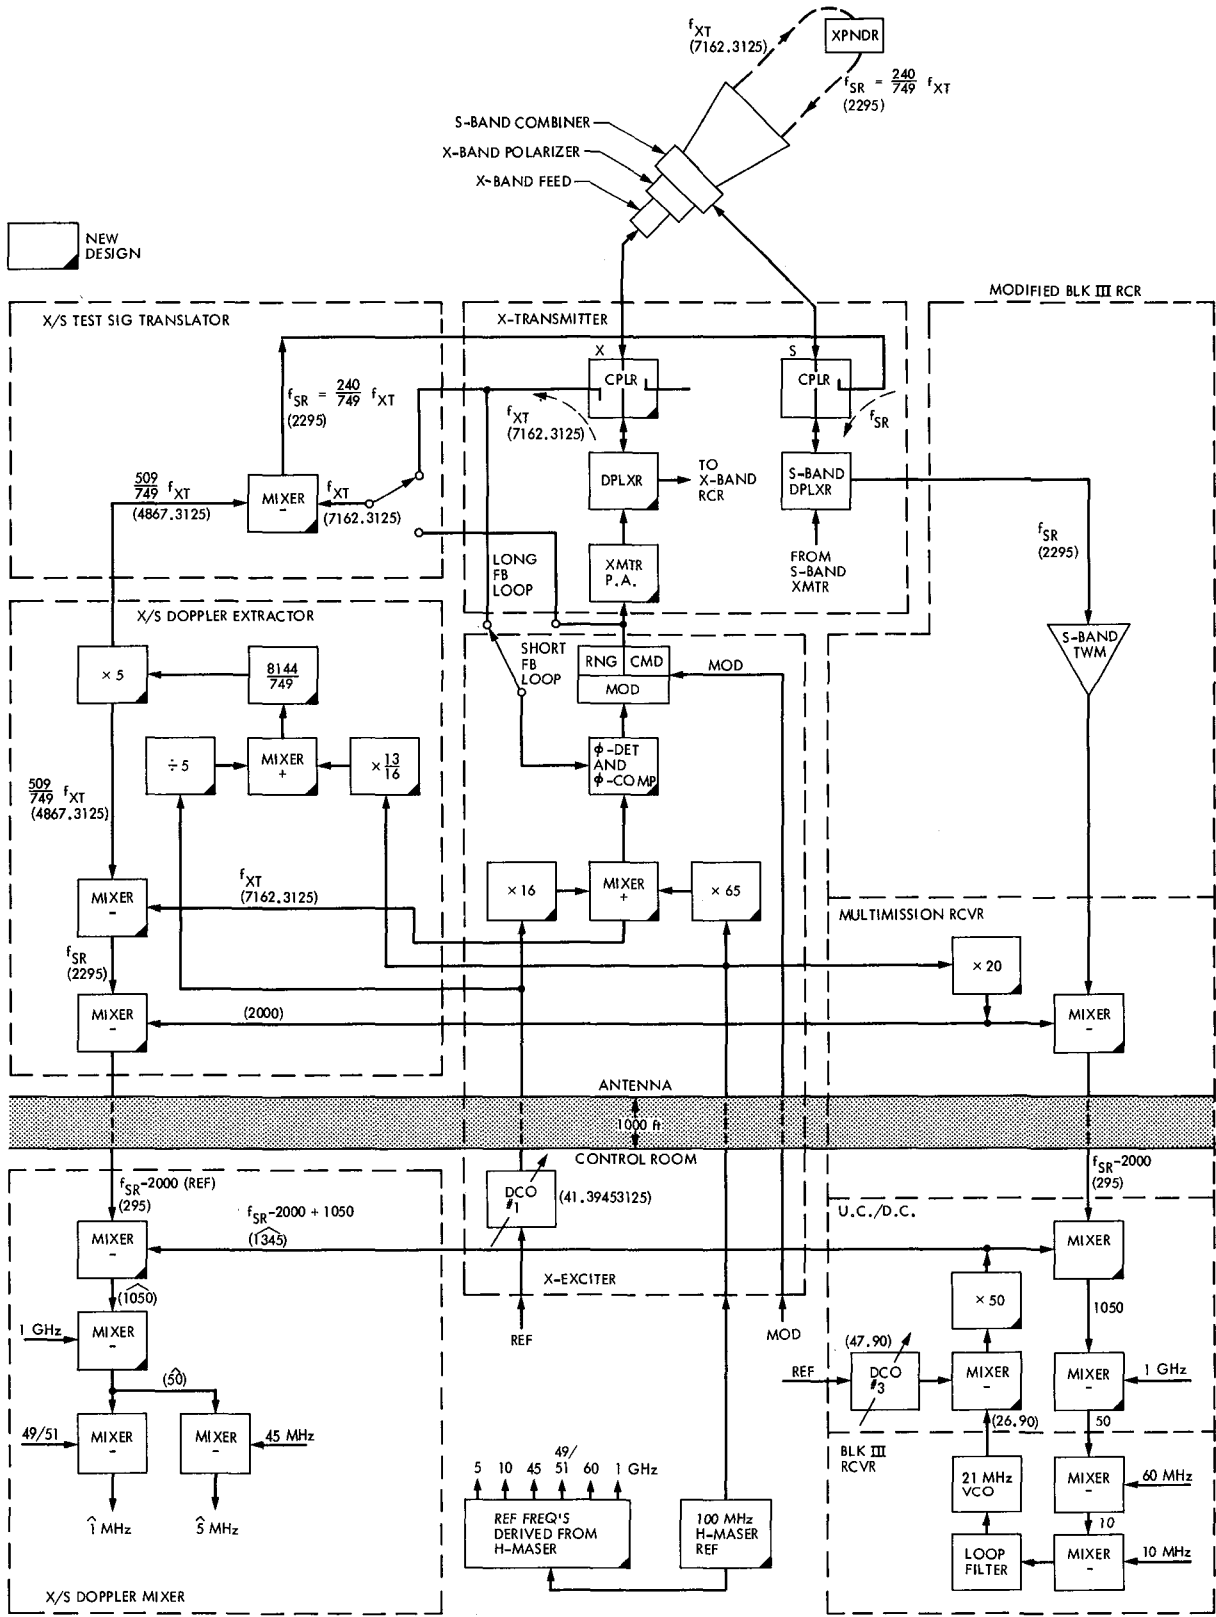 f_XT
(7162.3125)
XPNDR
f_SR = 240/749 f_XT
(2295)
S-BAND COMBINER
X-BAND POLARIZER
X-BAND FEED
NEW
DESIGN
MODIFIED BLK III RCR
X/S TEST SIG TRANSLATOR
X-TRANSMITTER
X
CPLR
S
CPLR
f_SR = 240/749 f_XT
(2295)
f_XT
(7162.3125)
f_SR
509/749 f_XT
(4867.3125)
MIXER
-
f_XT
(7162.3125)
DPLXR
TO
X-BAND
RCR
S-BAND
DPLXR
f_SR
(2295)
LONG
FB
LOOP
XMTR
P.A.
FROM
S-BAND
XMTR
X/S DOPPLER EXTRACTOR
× 5
8144/749
SHORT
FB
LOOP
RNG
CMD
MOD
MOD
S-BAND
TWM
÷ 5
MIXER
+
× 13/16
ϕ-DET
AND
ϕ-COMP
509/749 f_XT
(4867.3125)
× 16
MIXER
+
× 65
MIXER
-
f_XT
(7162.3125)
MULTIMISSION RCVR
f_SR
(2295)
× 20
MIXER
-
(2000)
MIXER
-
ANTENNA
1000 ft
CONTROL ROOM
f_SR-2000 (REF)
(295)
DCO
#1
(41.39453125)
f_SR-2000
(295)
U.C./D.C.
f_SR-2000 + 1050
(1345)
MIXER
-
MIXER
X-EXCITER
(1050)
× 50
1050
1 GHz
MIXER
-
REF
MOD
(47.90)
REF
DCO
#3
MIXER
-
MIXER
-
1 GHz
(50)
(26.90)
50
49/51
MIXER
-
MIXER
-
45 MHz
BLK III
RCVR
5
10
45
49/
51
60
1 GHz
21 MHz
VCO
MIXER
-
60 MHz
1̂ MHz
5̂ MHz
REF FREQ'S
DERIVED FROM
H-MASER
100 MHz
H-MASER
REF
10
LOOP
FILTER
MIXER
-
10 MHz
X/S DOPPLER MIXER